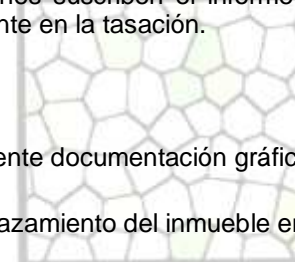 suscriben el informe
nte en la tasación.
ente documentación gráfic
azamiento del inmueble en